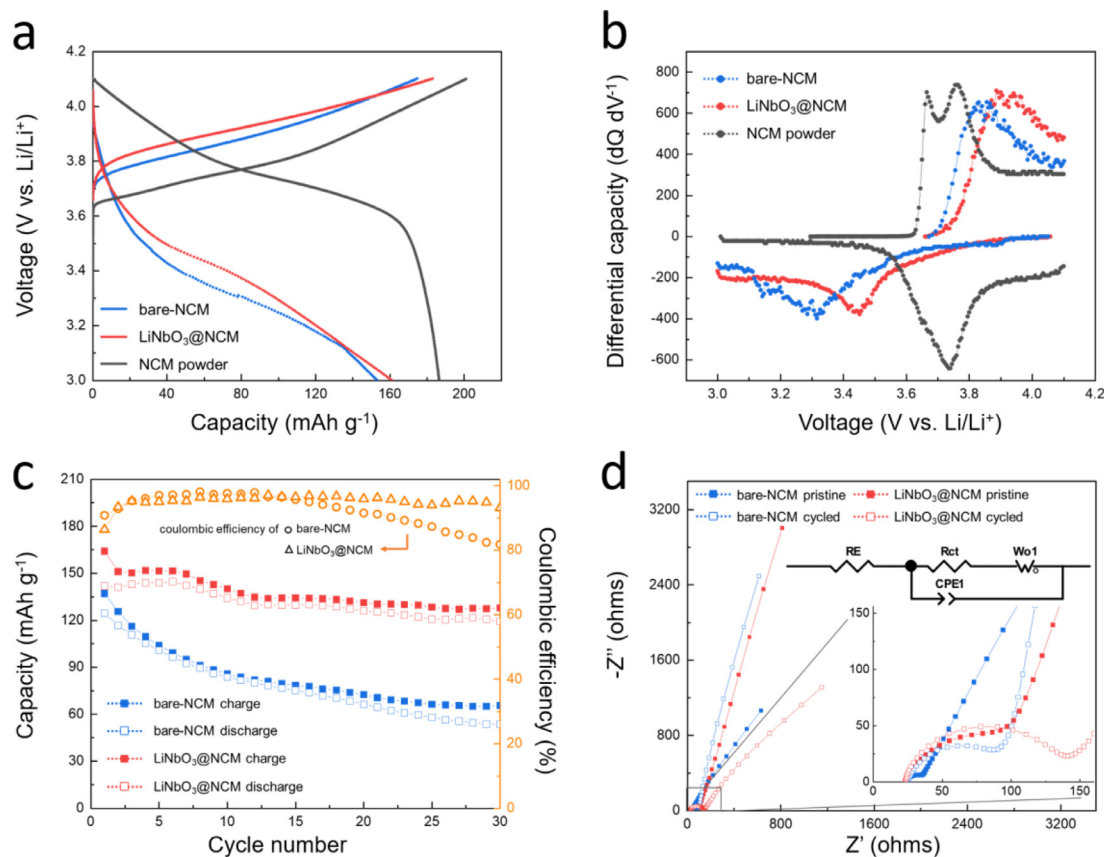 a
4.2
4.0
3.8
3.6
3.4
3.2
3.0
Voltage (V vs. Li/Li⁺)
bare-NCM
LiNbO₃@NCM
NCM powder
0 40 80 120 160 200
Capacity (mAh g⁻¹)
b
800
600
400
200
0
-200
-400
-600
Differential capacity (dQ dV⁻¹)
bare-NCM
LiNbO₃@NCM
NCM powder
3.0 3.2 3.4 3.6 3.8 4.0 4.2
Voltage (V vs. Li/Li⁺)
c
210
180
150
120
90
60
30
0
Capacity (mAh g⁻¹)
coulombic efficiency of bare-NCM
LiNbO₃@NCM
bare-NCM charge
bare-NCM discharge
LiNbO₃@NCM charge
LiNbO₃@NCM discharge
100
80
60
40
20
0
Coulombic efficiency (%)
0 5 10 15 20 25 30
Cycle number
d
bare-NCM pristine LiNbO₃@NCM pristine
bare-NCM cycled LiNbO₃@NCM cycled
3200
2400
1600
800
0
-Z'' (ohms)
RE Rct Wo1
CPE1
150
100
50
0
0 50 100 150
0 800 1600 2400 3200
Z' (ohms)